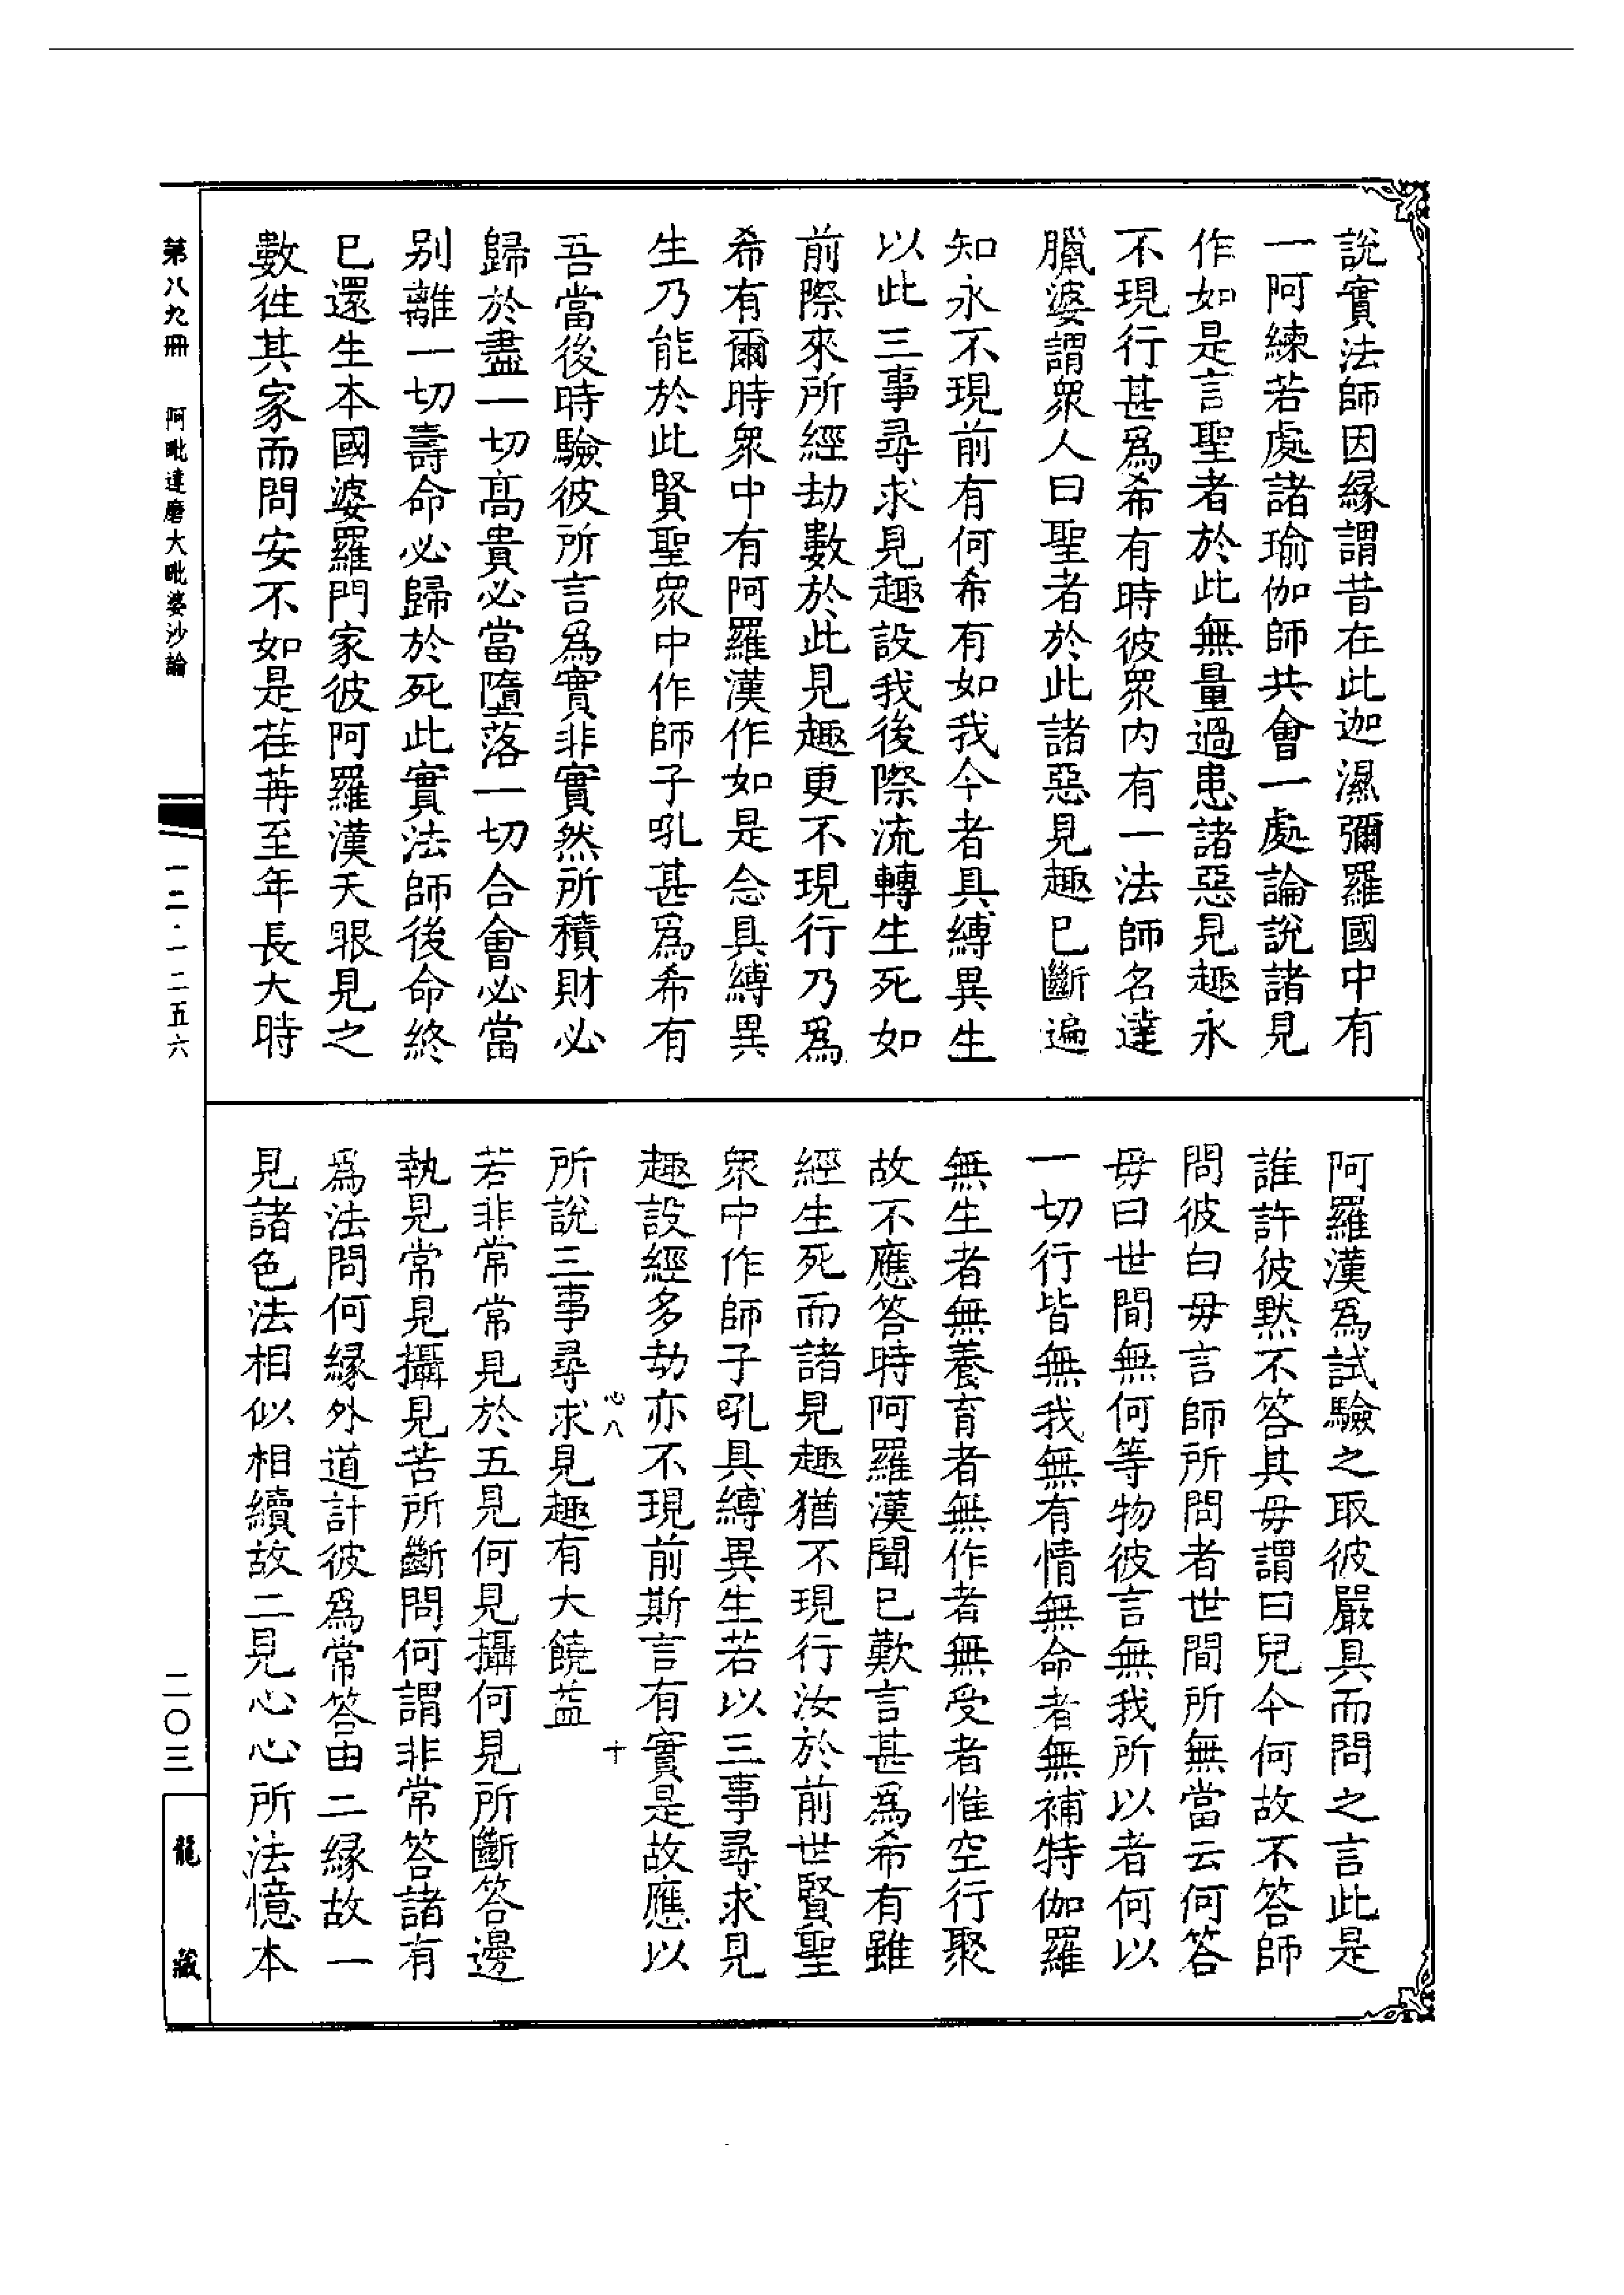 說實法師因縁謂昔在此迦濕彌羅國中有
一阿練若處諸瑜伽師共會一處論說諸見
作如是言聖者於此無量過患諸惡見趣永
不現行甚爲希有時彼衆内有一法師名達
臘婆謂衆人曰聖者於此諸惡見趣已斷遍
知永不現前有何希有如我今者具縛異生
以此三事尋求見趣設我後際流轉生死如
前際來所經劫數於此見趣更不現行乃爲
希有爾時衆中有阿羅漢作如是念具縛異
生乃能於此賢聖衆中作師子吼甚爲希有
吾當後時驗彼所言爲實非實然所積財必
歸於盡一切髙貴必當墮落一切合會必當
别離一切壽命必歸於死此實法師後命終
已還生本國婆羅門家彼阿羅漢天眼見之
數徃其家而問安不如是荏苒至年長大時
阿羅漢爲試驗之取彼嚴具而問之言此是
誰許彼黙不答其毋謂曰兒今何故不答師
問彼白毋言師所問者世間所無當云何答
毋曰世間無何等物彼言無我所以者何以
一切行皆無我無有情無命者無補特伽羅
無生者無養育者無作者無受者惟空行聚
故不應答時阿羅漢聞已歎言甚爲希有雖
經生死而諸見趣猶不現行汝於前世賢聖
衆中作師子吼具縛異生若以三事尋求見
趣設經多劫亦不現前斯言有實是故應以
心八 十
所說三事尋求見趣有大饒益
若非常常見於五見何見攝何見所斷答邊
執見常見攝見苦所斷問何謂非常答諸有
爲法問何縁外道計彼爲常答由二縁故一
見諸色法相似相續故二見心心所法憶本
第八九冊 阿毗達磨大毗婆沙論
一二·一二五六
二〇三
龍藏